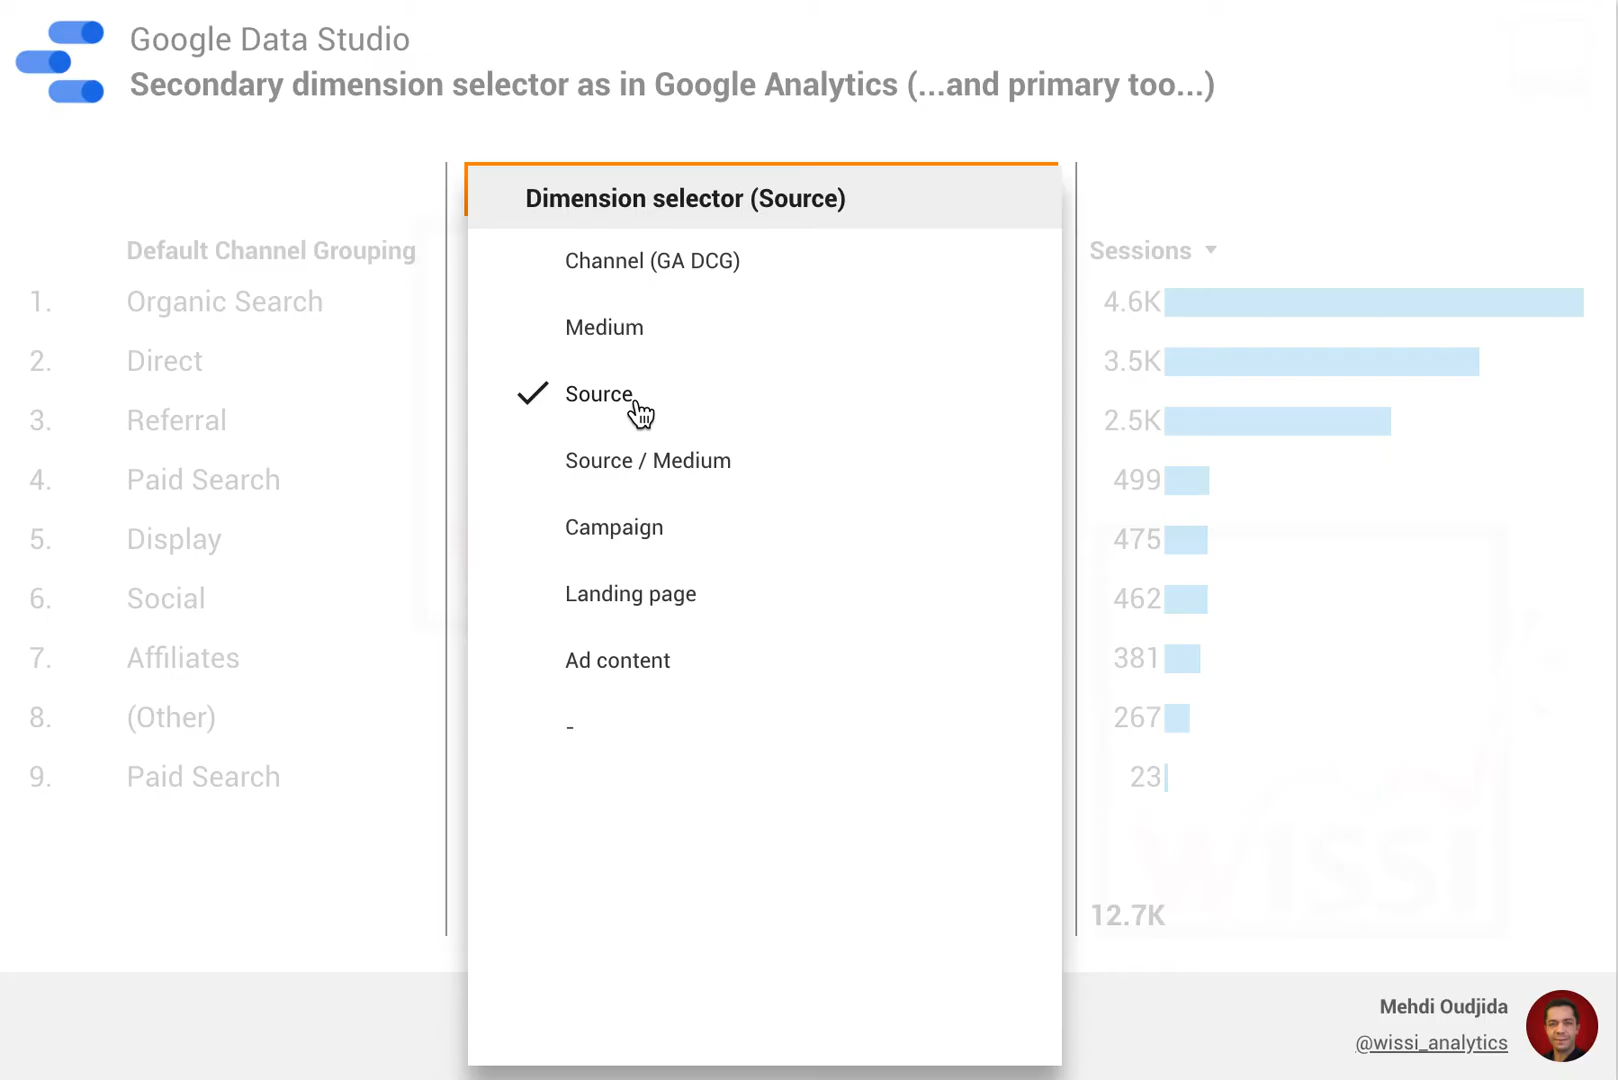 Google Data Studio
Secondary dimension selector as in Google Analytics (...and primary too...)
Dimension selector (Source)
Channel (GA DCG)
Medium
Source
Source / Medium
Campaign
Landing page
Ad content
-
Default Channel Grouping
Sessions
1. Organic Search 4.6K
2. Direct 3.5K
3. Referral 2.5K
4. Paid Search 499
5. Display 475
6. Social 462
7. Affiliates 381
8. (Other) 267
9. Paid Search 23
12.7K
WISSI
Mehdi Oudjida
@wissi_analytics